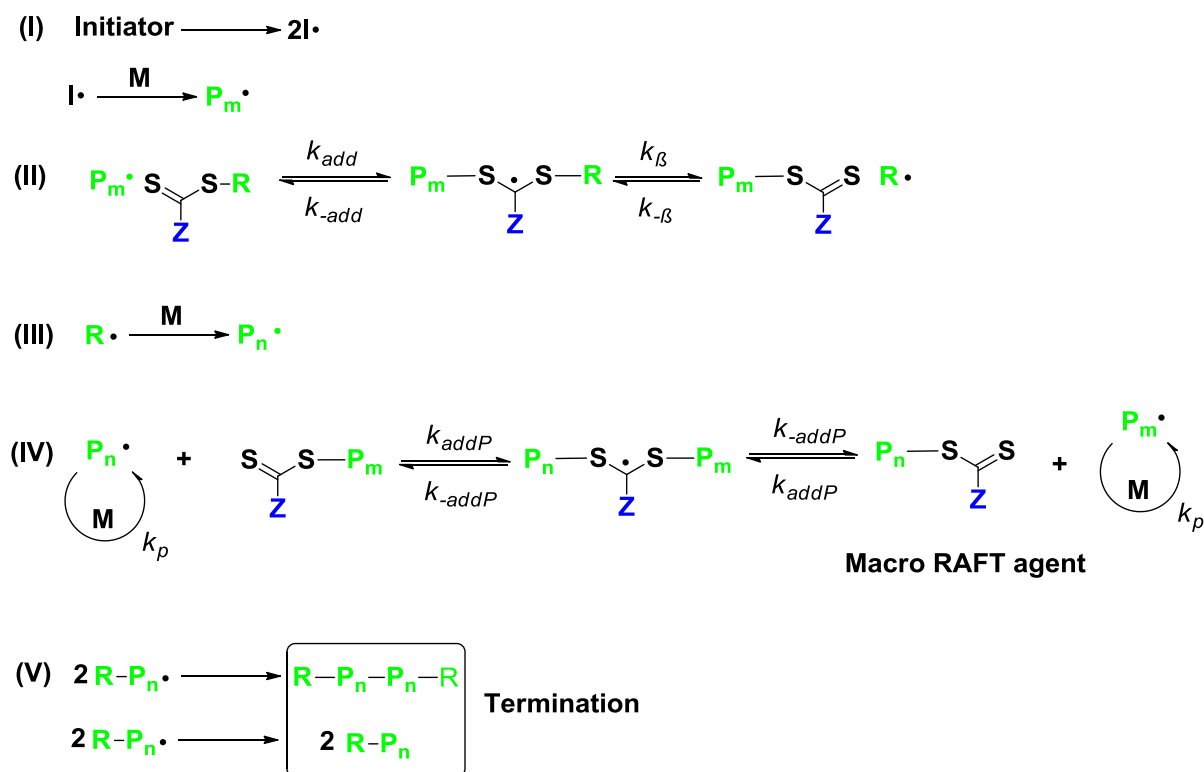 (I) Initiator 2I•
M
I• Pm•
(II) Pm• S S-R kadd k-add Pm S • S R Z kß k-ß Pm S S R• Z
Z
(III) R• M Pn•
(IV) Pn• + S S Pm Z kaddP k-addP Pn S • S Pm Z k-addP kaddP Pn S S Z + Pm•
M kp M kp
Macro RAFT agent
(V) 2 R-Pn• R-Pn-Pn-R
Termination
2 R-Pn• 2 R-Pn